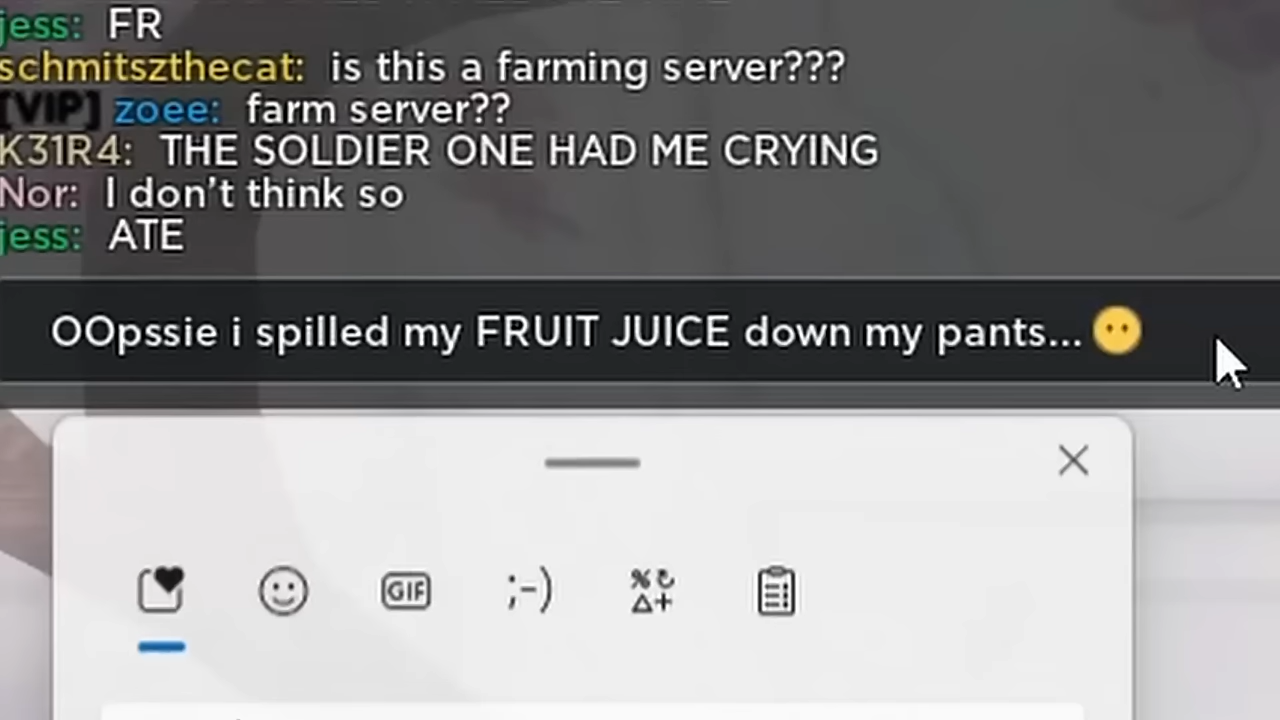 jess: FR
schmitszthecat: is this a farming server???
[VIP] zoee: farm server??
K31R4: THE SOLDIER ONE HAD ME CRYING
Nor: I don't think so
jess: ATE
OOpssie i spilled my FRUIT JUICE down my pants...😶
GIF
;-)